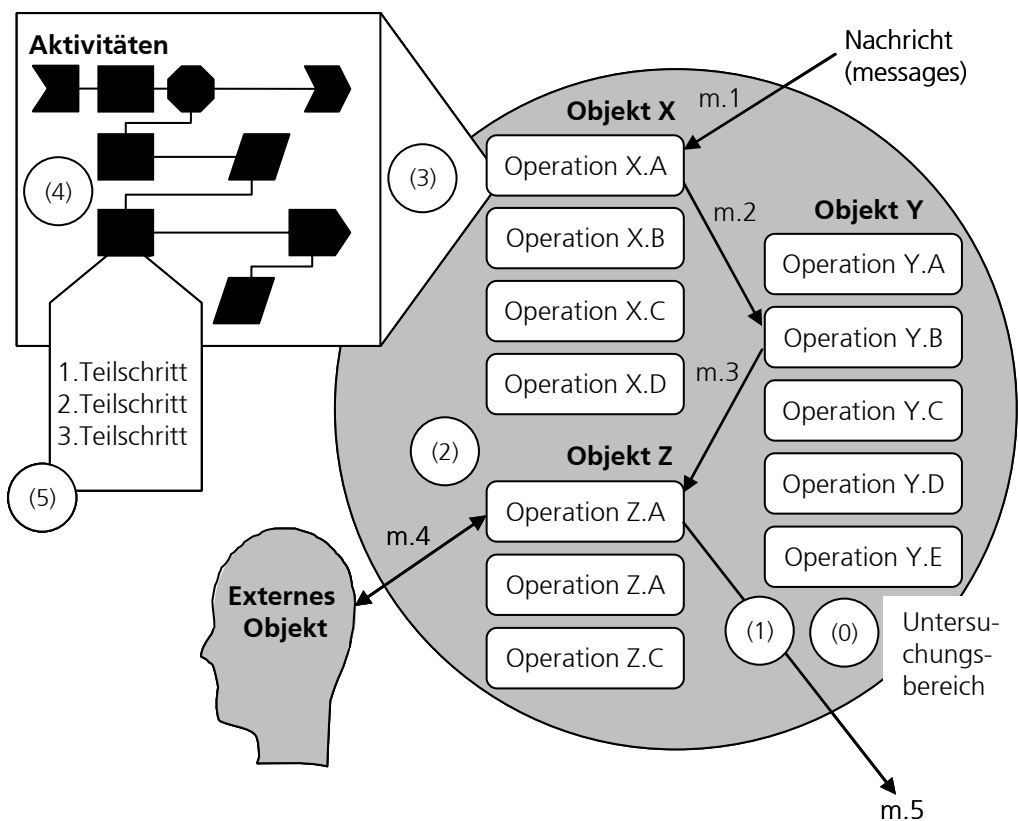 Aktivitäten
(4)
(3)
1.Teilschritt
2.Teilschritt
3.Teilschritt
(5)
Nachricht
(messages)
m.1
Objekt X
Operation X.A
Operation X.B
Operation X.C
Operation X.D
m.2
Objekt Y
Operation Y.A
Operation Y.B
Operation Y.C
Operation Y.D
Operation Y.E
m.3
(2)
Objekt Z
Operation Z.A
Operation Z.A
Operation Z.C
m.4
Externes
Objekt
(1)
(0)
Untersu-
chungs-
bereich
m.5